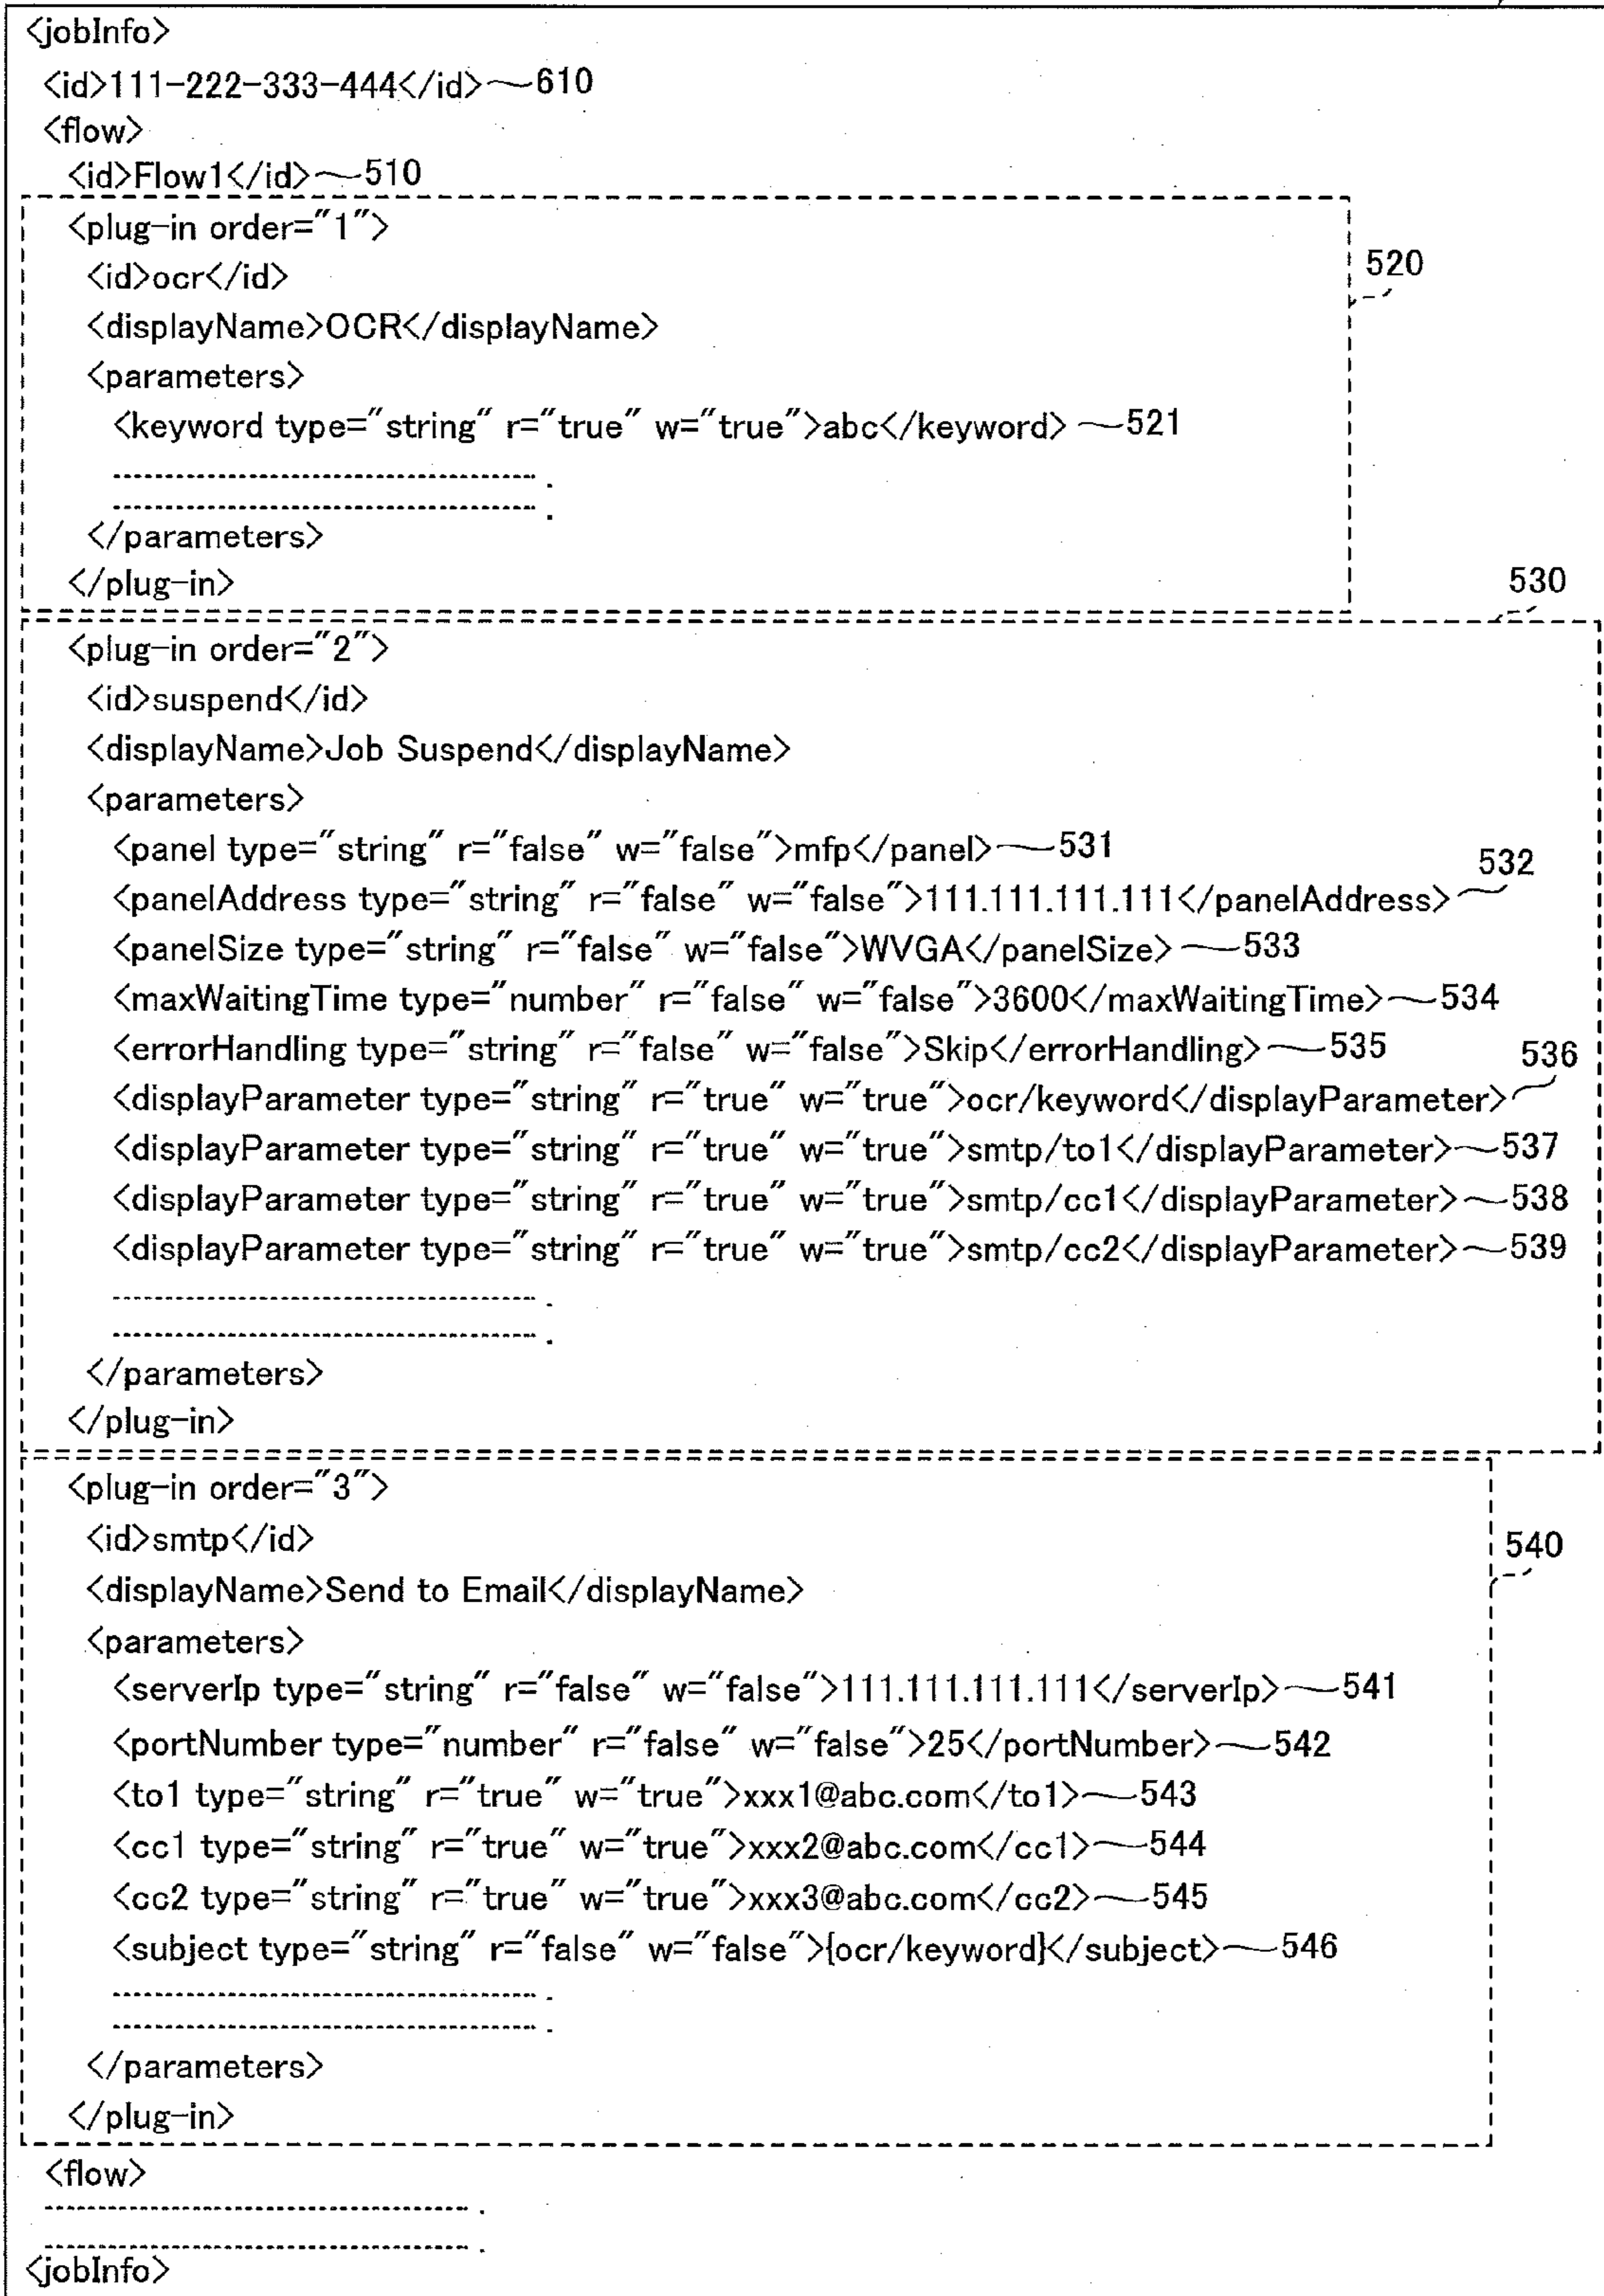 <jobInfo>
<id>111-222-333-444</id> 610
<flow>
<id>Flow1</id> 510
<plug-in order="1">
<id>ocr</id>
520
<displayName>OCR</displayName>
<parameters>
<keyword type="string" r="true" w="true">abc</keyword> 521
</parameters>
</plug-in>
530
<plug-in order="2">
<id>suspend</id>
<displayName>Job Suspend</displayName>
<parameters>
<panel type="string" r="false" w="false">mfp</panel> 531
<panelAddress type="string" r="false" w="false">111.111.111.111</panelAddress> 532
<panelSize type="string" r="false" w="false">WVGA</panelSize> 533
<maxWaitingTime type="number" r="false" w="false">3600</maxWaitingTime> 534
<errorHandling type="string" r="false" w="false">Skip</errorHandling> 535
<displayParameter type="string" r="true" w="true">ocr/keyword</displayParameter> 536
<displayParameter type="string" r="true" w="true">smtp/to1</displayParameter> 537
<displayParameter type="string" r="true" w="true">smtp/cc1</displayParameter> 538
<displayParameter type="string" r="true" w="true">smtp/cc2</displayParameter> 539
</parameters>
</plug-in>
<plug-in order="3">
<id>smtp</id>
540
<displayName>Send to Email</displayName>
<parameters>
<serverIp type="string" r="false" w="false">111.111.111.111</serverIp> 541
<portNumber type="number" r="false" w="false">25</portNumber> 542
<to1 type="string" r="true" w="true">xxx1@abc.com</to1> 543
<cc1 type="string" r="true" w="true">xxx2@abc.com</cc1> 544
<cc2 type="string" r="true" w="true">xxx3@abc.com</cc2> 545
<subject type="string" r="false" w="false">{ocr/keyword}</subject> 546
</parameters>
</plug-in>
<flow>
<jobInfo>